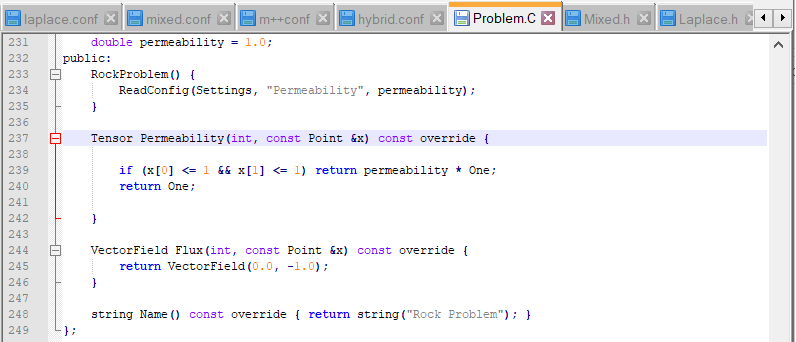 laplace.conf mixed.conf m++conf hybrid.conf Problem.C Mixed.h Laplace.h
231 double permeability = 1.0;
232 public:
233 RockProblem() {
234 ReadConfig(Settings, "Permeability", permeability);
235 }
236
237 Tensor Permeability(int, const Point &x) const override {
238
239 if (x[0] <= 1 && x[1] <= 1) return permeability * One;
240 return One;
241
242 }
243
244 VectorField Flux(int, const Point &x) const override {
245 return VectorField(0.0, -1.0);
246 }
247
248 string Name() const override { return string("Rock Problem"); }
249 };